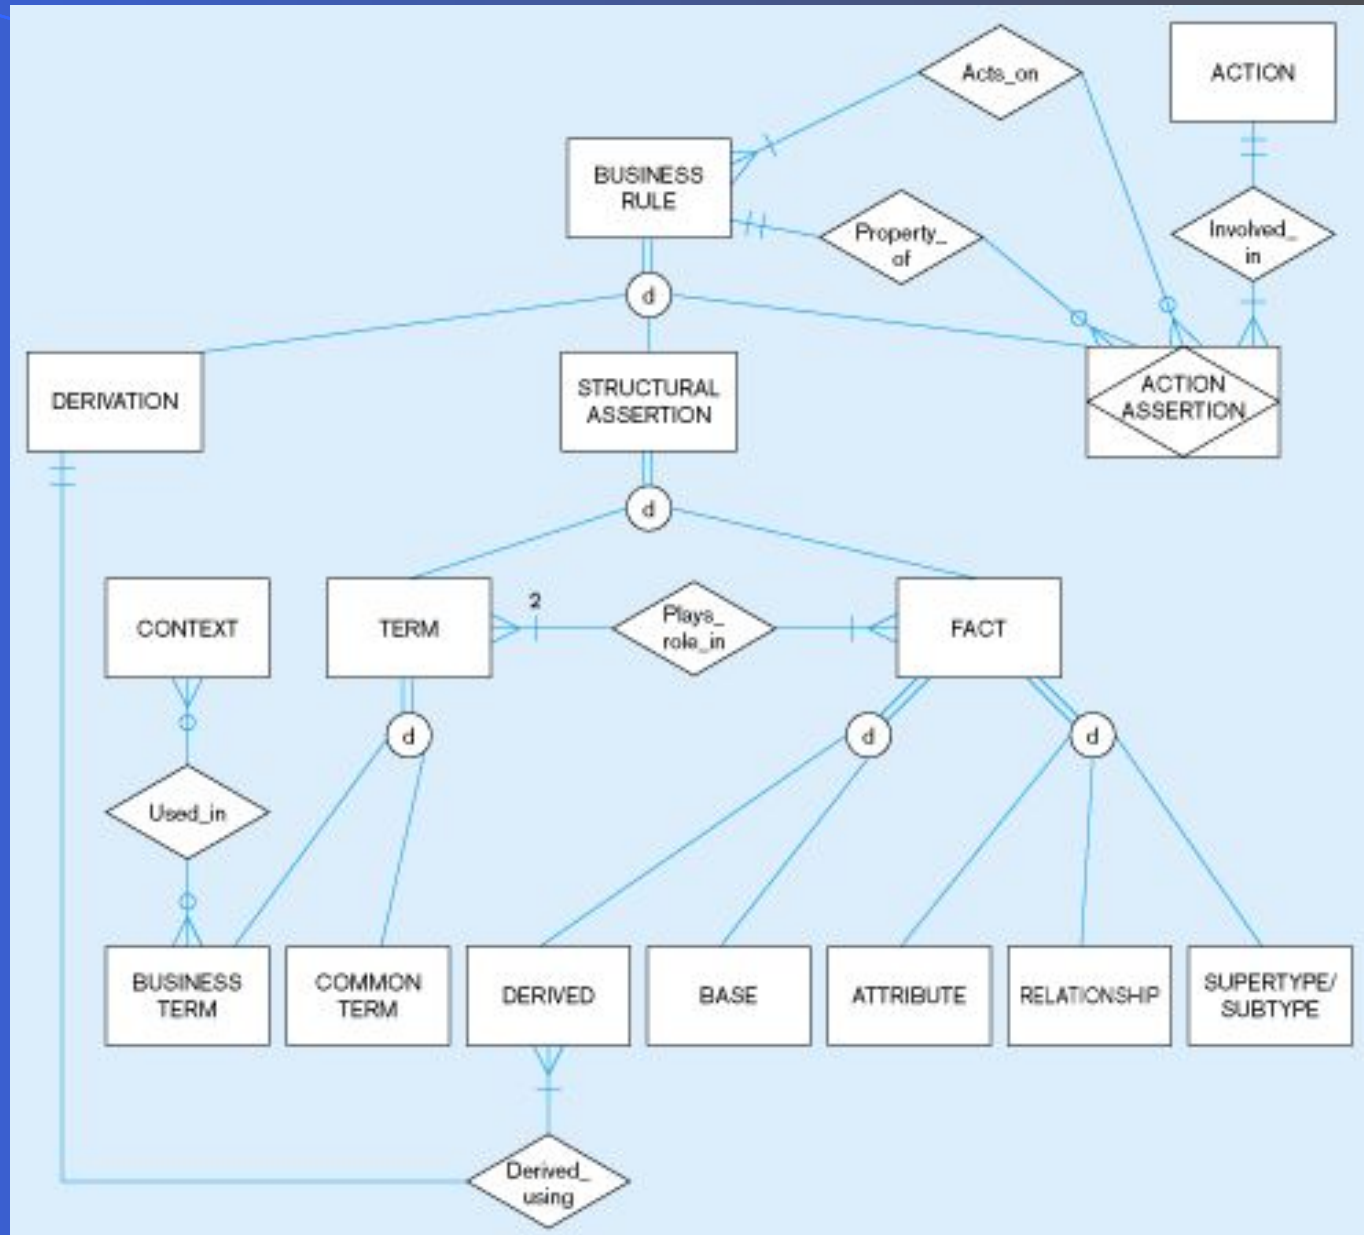 Acts_on
ACTION
BUSINESS
RULE
Property_
of
Involved_
in
d
DERIVATION
STRUCTURAL
ASSERTION
ACTION
ASSERTION
d
CONTEXT
TERM
2
Plays_
role_in
FACT
d
d
d
Used_in
BUSINESS
TERM
COMMON
TERM
DERIVED
BASE
ATTRIBUTE
RELATIONSHIP
SUPERTYPE/
SUBTYPE
Derived_
using